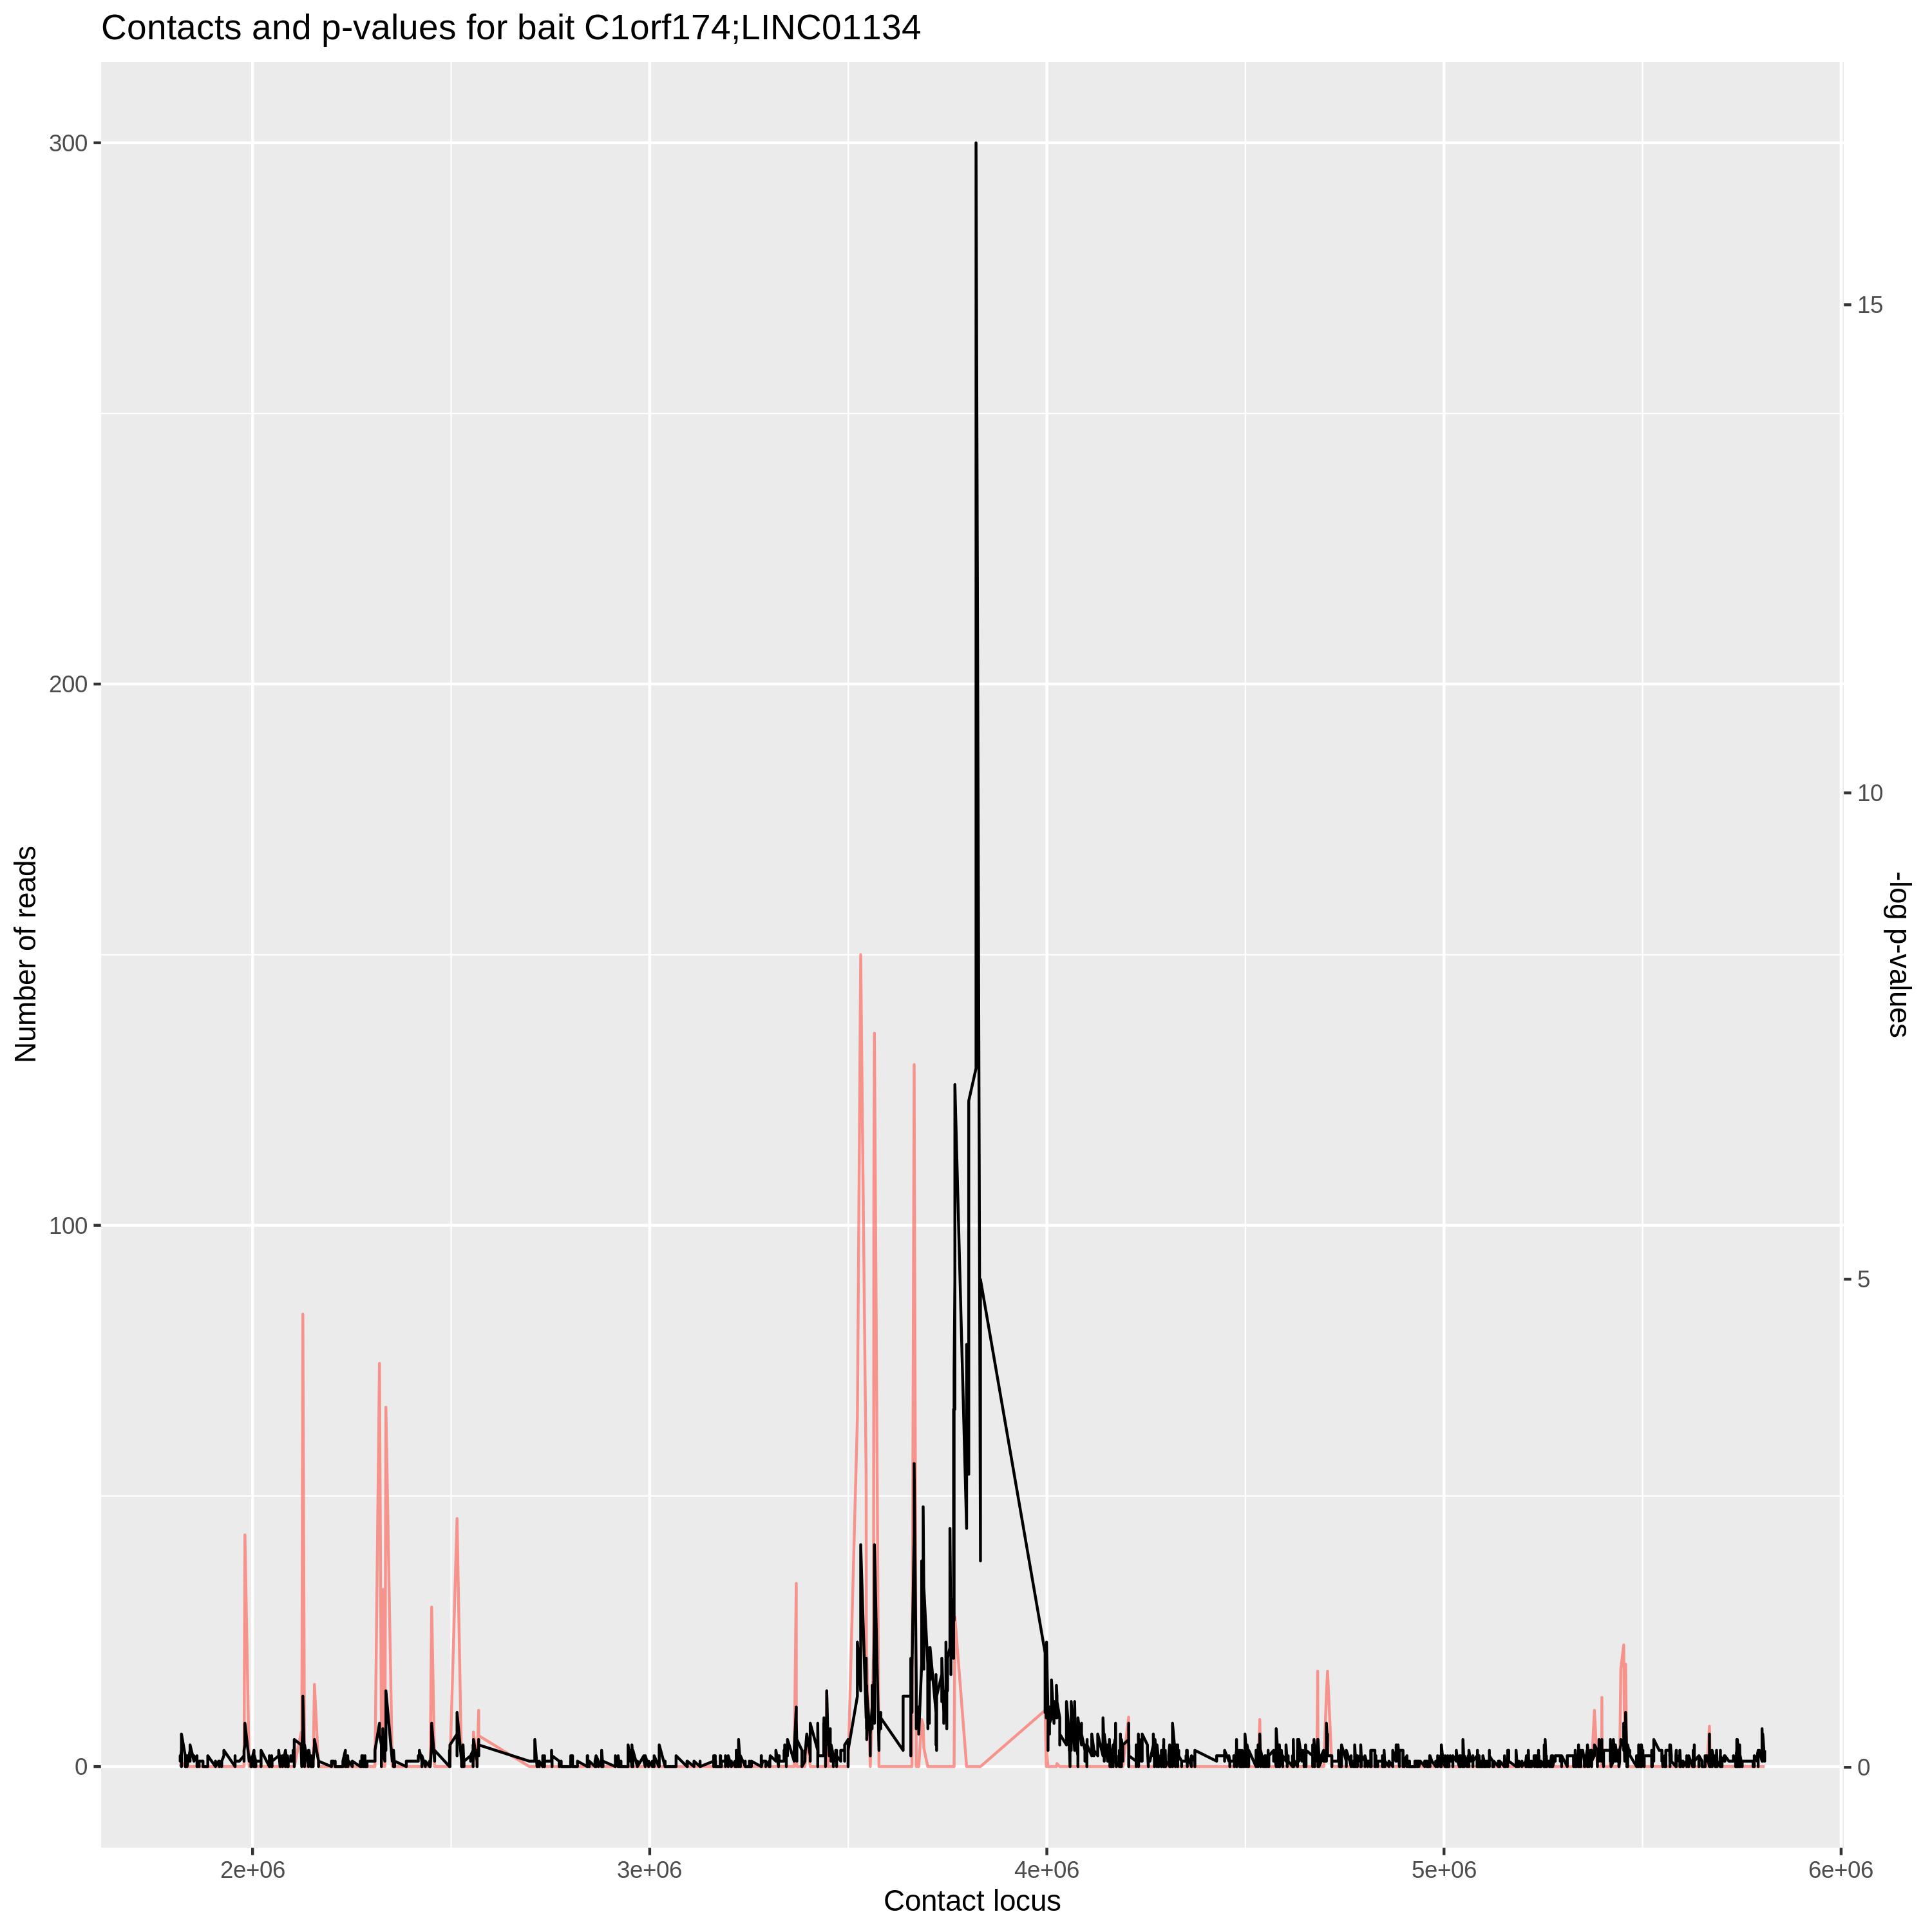 Contacts and p-values for bait C1orf174;LINC01134
300
200
100
0
Number of reads
15
10
5
0
-log p-values
2e+06
3e+06
4e+06
5e+06
6e+06
Contact locus